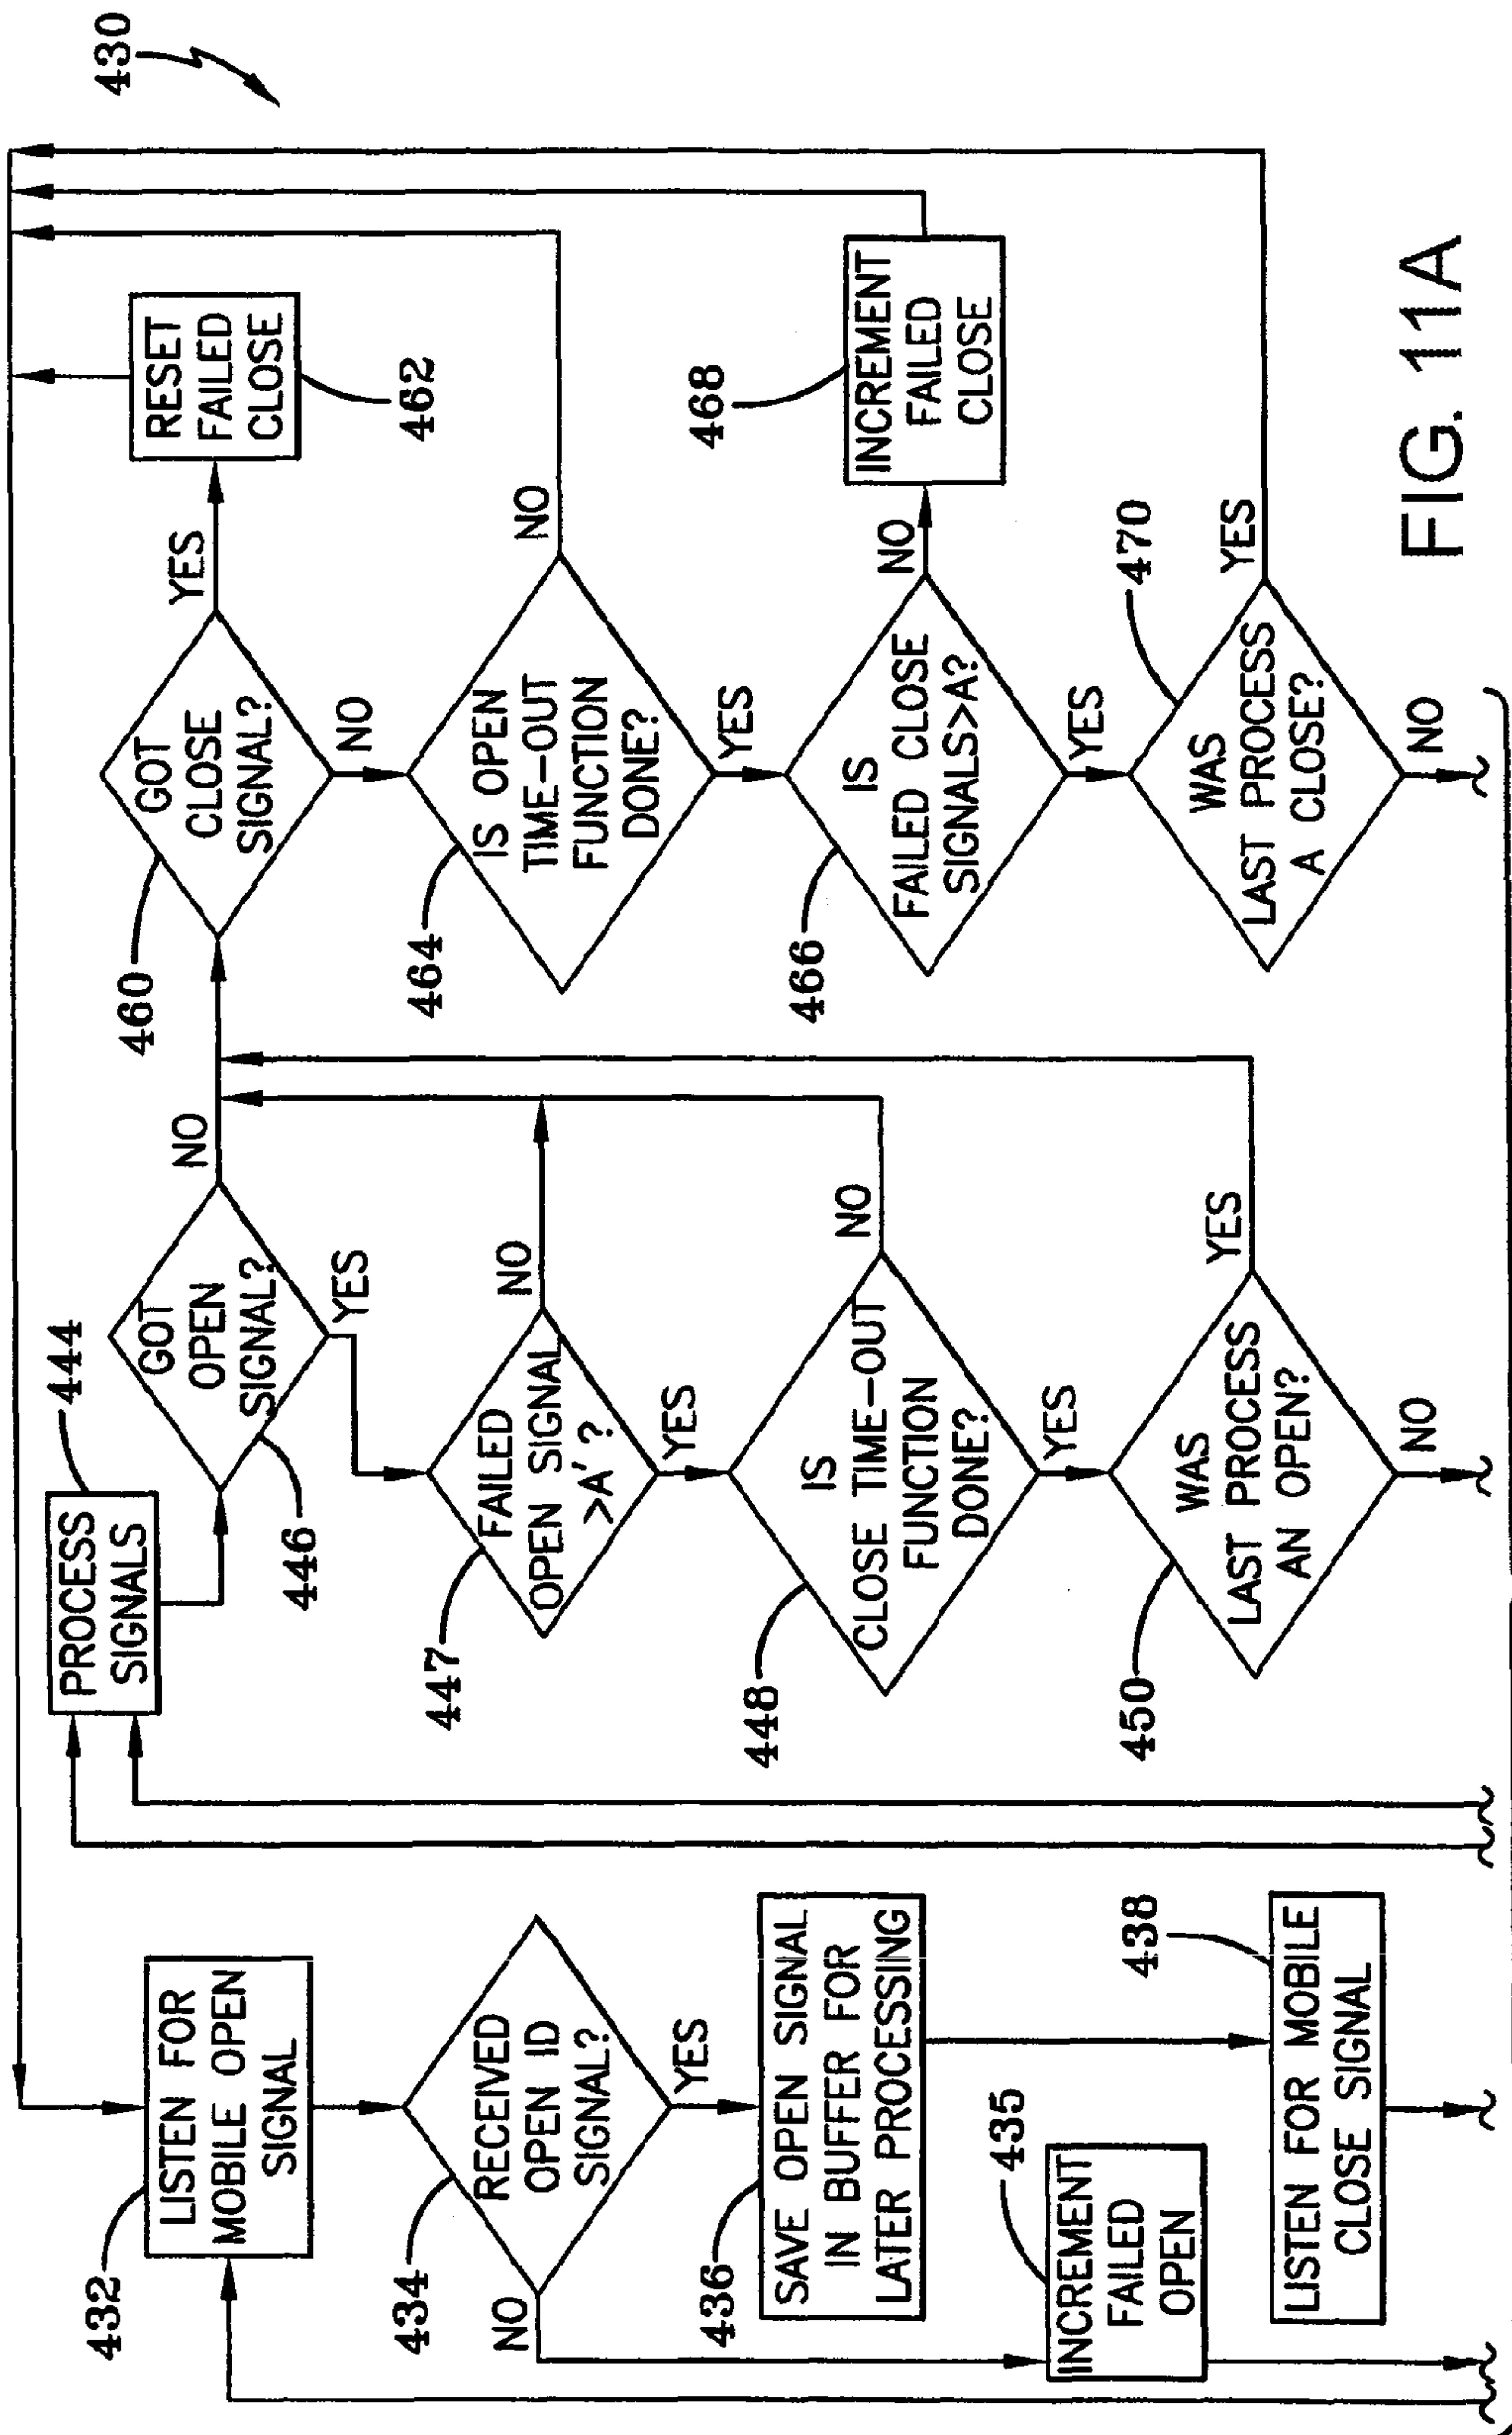 430
432
LISTEN FOR
MOBILE OPEN
SIGNAL
434
RECEIVED
OPEN ID
SIGNAL?
NO
YES
436
SAVE OPEN SIGNAL
IN BUFFER FOR
LATER PROCESSING
435
INCREMENT
FAILED
OPEN
438
LISTEN FOR MOBILE
CLOSE SIGNAL
PROCESS
SIGNALS
444
446
GOT
OPEN
SIGNAL?
NO
YES
447
FAILED
OPEN SIGNAL
>A'?
NO
YES
448
IS
CLOSE TIME-OUT
FUNCTION
DONE?
NO
YES
450
WAS
LAST PROCESS
AN OPEN?
YES
NO
460
GOT
CLOSE
SIGNAL?
YES
NO
RESET
FAILED
CLOSE
462
464
IS OPEN
TIME-OUT
FUNCTION
DONE?
NO
YES
466
IS
FAILED CLOSE
SIGNALS>A?
NO
YES
468
INCREMENT
FAILED
CLOSE
470
WAS
LAST PROCESS
A CLOSE?
YES
NO
FIG. 11A